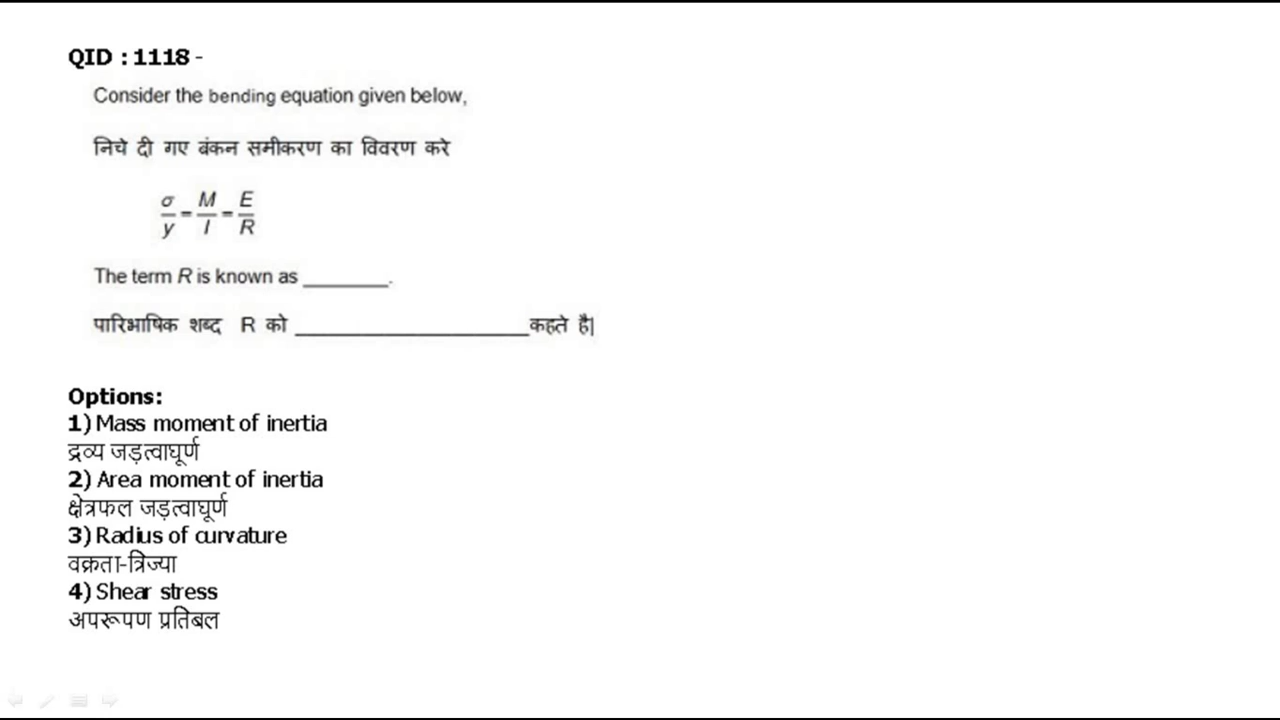 QID : 1118 -
Consider the bending equation given below,
निचे दी गए बंकन समीकरण का विवरण करे
σ/y = M/I = E/R
The term R is known as ________.
पारिभाषिक शब्द R को ____________________कहते है|
Options:
1) Mass moment of inertia
द्रव्य जड़त्वाघूर्ण
2) Area moment of inertia
क्षेत्रफल जड़त्वाघूर्ण
3) Radius of curvature
वक्रता-त्रिज्या
4) Shear stress
अपरूपण प्रतिबल